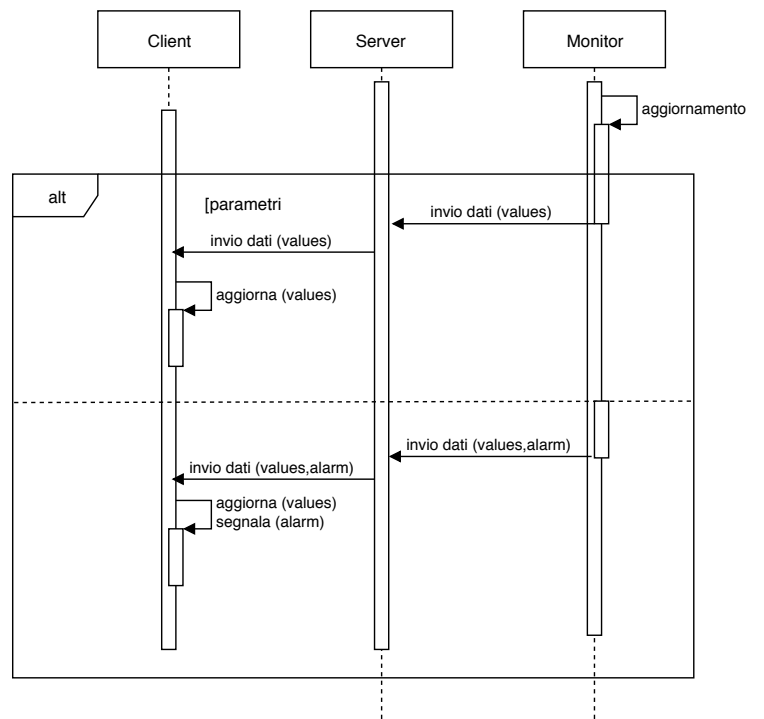 Client
Server
Monitor
aggiornamento
alt
[parametri
invio dati (values)
invio dati (values)
aggiorna (values)
invio dati (values,alarm)
invio dati (values,alarm)
aggiorna (values)
segnala (alarm)